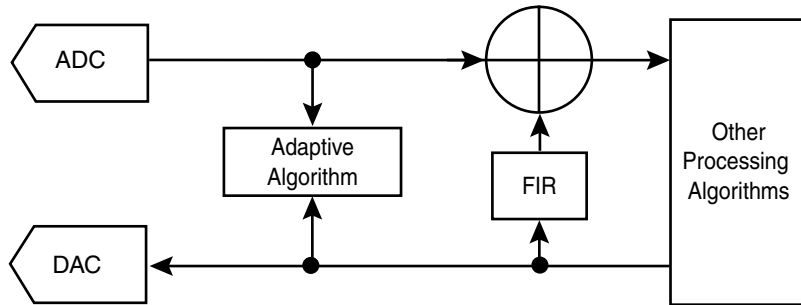 ADC
Adaptive
Algorithm
FIR
Other
Processing
Algorithms
DAC